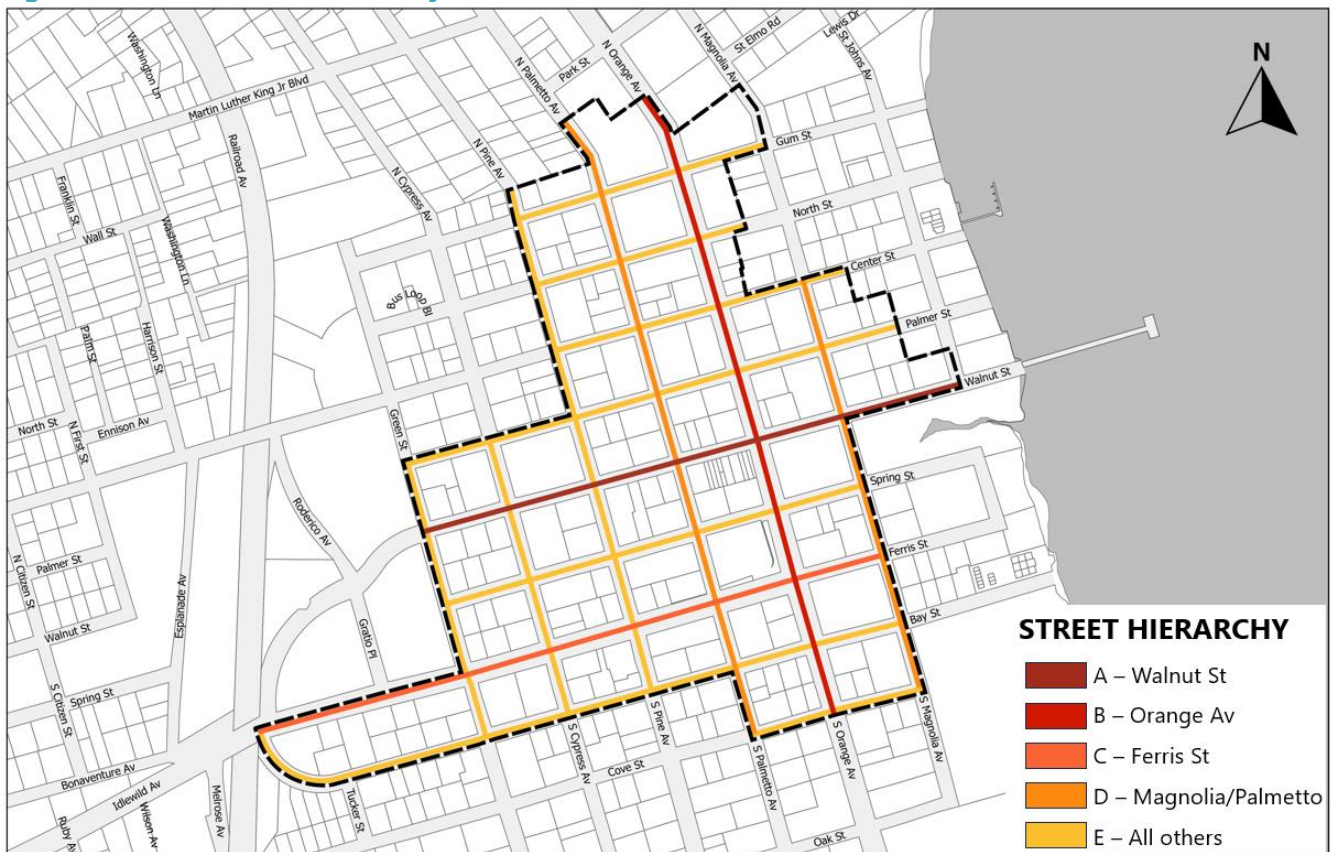 Washington Ln
Martin Luther King Jr Blvd
Railroad Av
N Palmetto Av
Park St
N Orange Av
N Magnolia Av
St Elmo Rd
Lewis Dr
St Johns Av
N
Gum St
N Pine Av
N Cypress Av
Franklin St
Wall St
Washington Ln
North St
Center St
Bus Loop Bl
Palmer St
Walnut St
Palm St
Harrison St
North St
N First St
Ennison Av
Green St
Roderico Av
Spring St
Ferris St
Bay St
N Citizen St
Palmer St
Walnut St
Esplanade Av
Gratio Pl
S Citizen St
Spring St
Bonaventure Av
Idlewild Av
Ruby Av
Wilson Av
Melrose Av
Tucker St
S Cypress Av
S Pine Av
Cove St
S Palmetto Av
S Orange Av
S Magnolia Av
Oak St
STREET HIERARCHY
A – Walnut St
B – Orange Av
C – Ferris St
D – Magnolia/Palmetto
E – All others